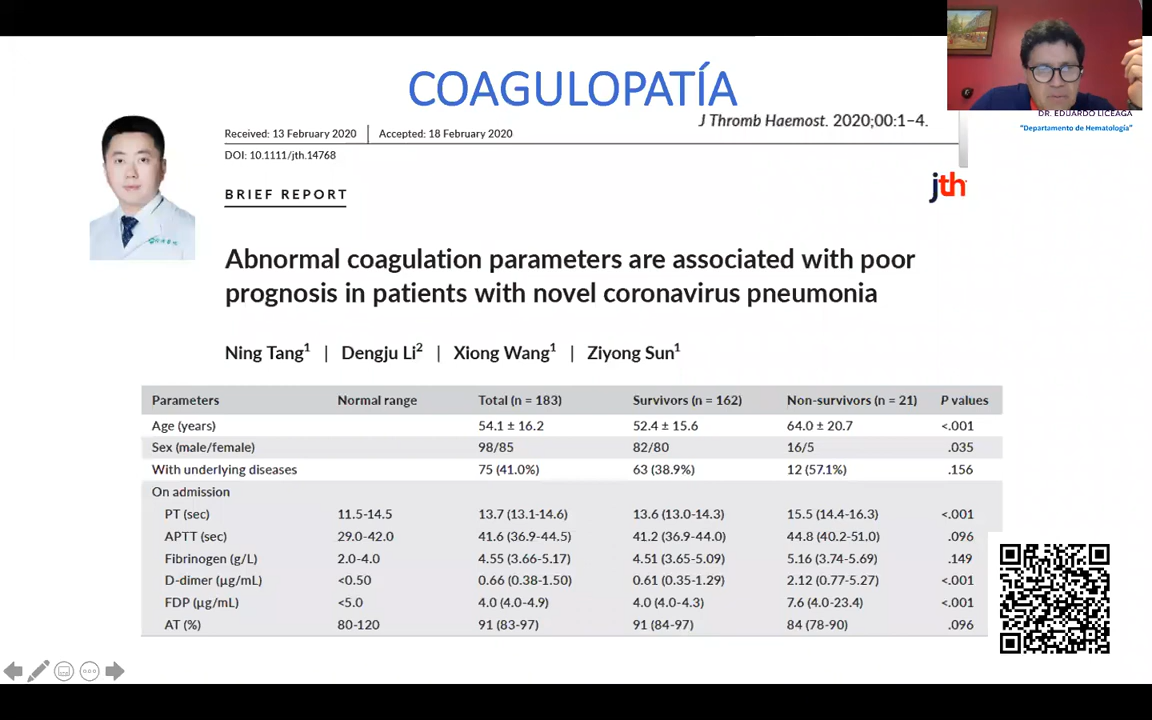 COAGULOPATÍA
DR. EDUARDO LICEAGA
"Departamento de Hematología"
J Thromb Haemost. 2020;00:1–4.
Received: 13 February 2020 | Accepted: 18 February 2020
DOI: 10.1111/jth.14768
BRIEF REPORT
jth
Abnormal coagulation parameters are associated with poor
prognosis in patients with novel coronavirus pneumonia
Ning Tang1 | Dengju Li2 | Xiong Wang1 | Ziyong Sun1
Parameters Normal range Total (n = 183) Survivors (n = 162) Non-survivors (n = 21) P values
Age (years) 54.1 ± 16.2 52.4 ± 15.6 64.0 ± 20.7 <.001
Sex (male/female) 98/85 82/80 16/5 .035
With underlying diseases 75 (41.0%) 63 (38.9%) 12 (57.1%) .156
On admission
PT (sec) 11.5-14.5 13.7 (13.1-14.6) 13.6 (13.0-14.3) 15.5 (14.4-16.3) <.001
APTT (sec) 29.0-42.0 41.6 (36.9-44.5) 41.2 (36.9-44.0) 44.8 (40.2-51.0) .096
Fibrinogen (g/L) 2.0-4.0 4.55 (3.66-5.17) 4.51 (3.65-5.09) 5.16 (3.74-5.69) .149
D-dimer (µg/mL) <0.50 0.66 (0.38-1.50) 0.61 (0.35-1.29) 2.12 (0.77-5.27) <.001
FDP (µg/mL) <5.0 4.0 (4.0-4.9) 4.0 (4.0-4.3) 7.6 (4.0-23.4) <.001
AT (%) 80-120 91 (83-97) 91 (84-97) 84 (78-90) .096